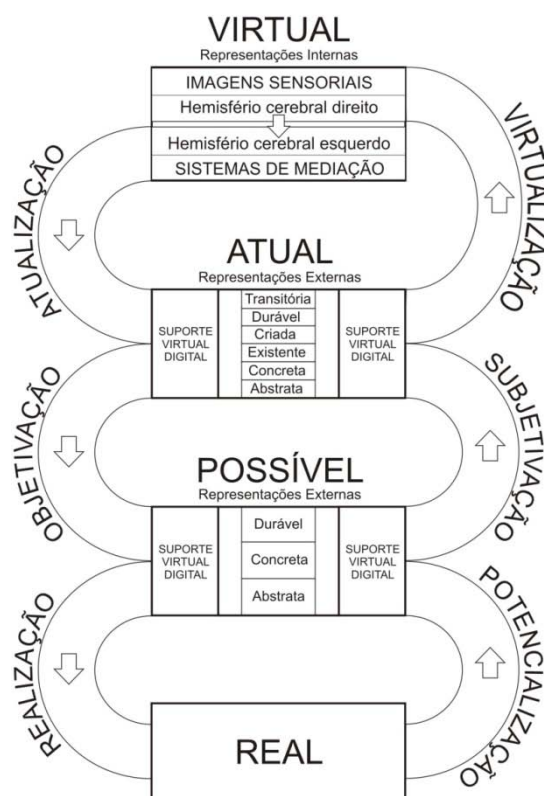 VIRTUAL
Representações Internas
IMAGENS SENSORIAIS
Hemisfério cerebral direito
Hemisfério cerebral esquerdo
SISTEMAS DE MEDIAÇÃO
ATUALIZAÇÃO
VIRTUALIZAÇÃO
ATUAL
Representações Externas
SUPORTE
VIRTUAL
DIGITAL
Transitória
Durável
Criada
Existente
Concreta
Abstrata
SUPORTE
VIRTUAL
DIGITAL
OBJETIVAÇÃO
SUBJETIVAÇÃO
POSSÍVEL
Representações Externas
SUPORTE
VIRTUAL
DIGITAL
Durável
Concreta
Abstrata
SUPORTE
VIRTUAL
DIGITAL
REALIZAÇÃO
POTENCIALIZAÇÃO
REAL